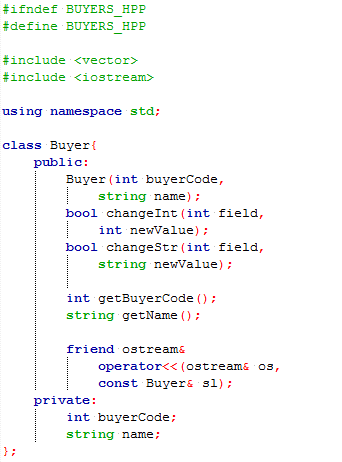 #ifndef BUYERS_HPP
#define BUYERS_HPP
#include <vector>
#include <iostream>
using namespace std;
class Buyer{
public:
Buyer(int buyerCode,
string name);
bool changeInt(int field,
int newValue);
bool changeStr(int field,
string newValue);
int getBuyerCode();
string getName();
friend ostream&
operator<<(ostream& os,
const Buyer& sl);
private:
int buyerCode;
string name;
};